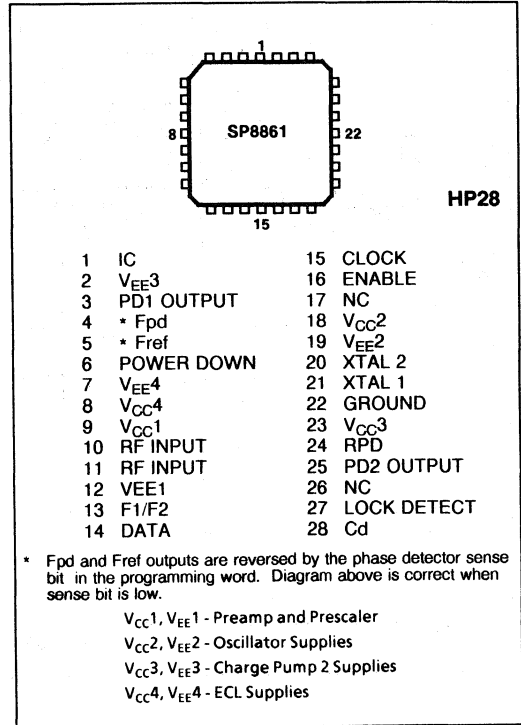 1
8 SP8861 22
HP28
15
1 IC
2 VEE3
3 PD1 OUTPUT
4 * Fpd
5 * Fref
6 POWER DOWN
7 VEE4
8 VCC4
9 VCC1
10 RF INPUT
11 RF INPUT
12 VEE1
13 F1/F2
14 DATA
15 CLOCK
16 ENABLE
17 NC
18 VCC2
19 VEE2
20 XTAL 2
21 XTAL 1
22 GROUND
23 VCC3
24 RPD
25 PD2 OUTPUT
26 NC
27 LOCK DETECT
28 Cd
* Fpd and Fref outputs are reversed by the phase detector sense
bit in the programming word. Diagram above is correct when
sense bit is low.
VCC1, VEE1 - Preamp and Prescaler
VCC2, VEE2 - Oscillator Supplies
VCC3, VEE3 - Charge Pump 2 Supplies
VCC4, VEE4 - ECL Supplies